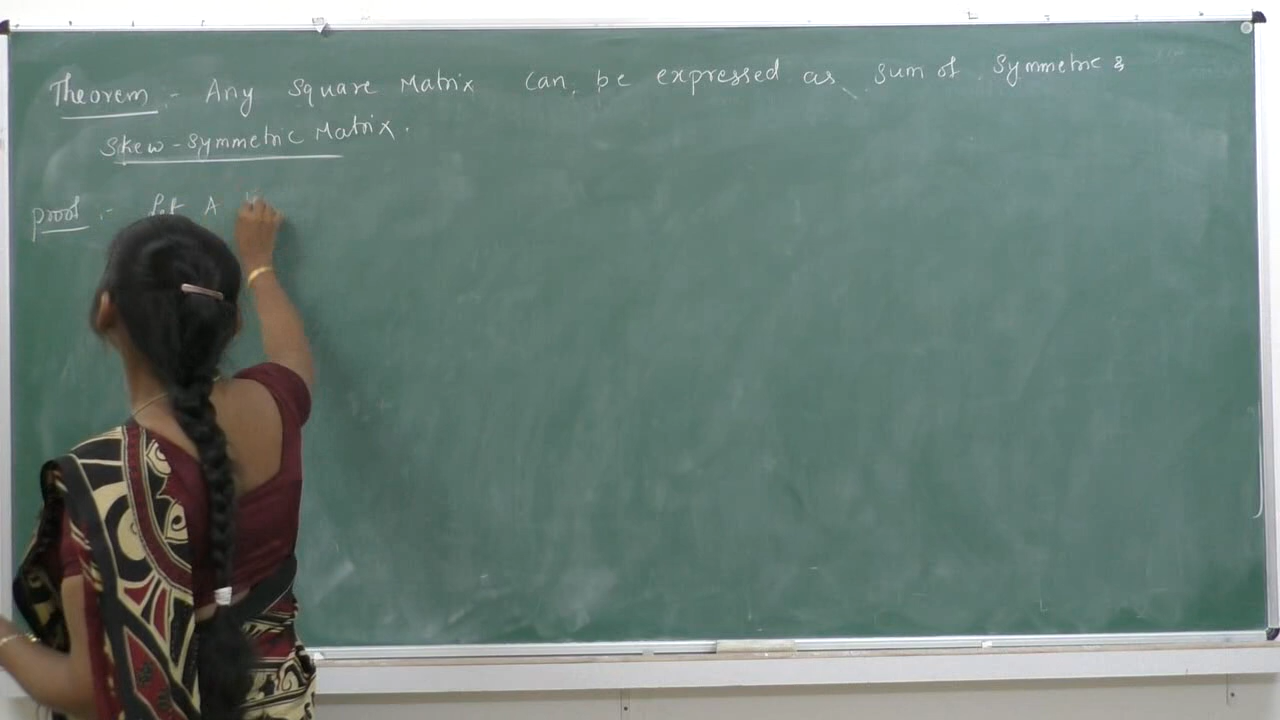 Theorem :- Any Square Matrix can be expressed as sum of Symmetric &
Skew-Symmetric Matrix.
Proof :- Let A